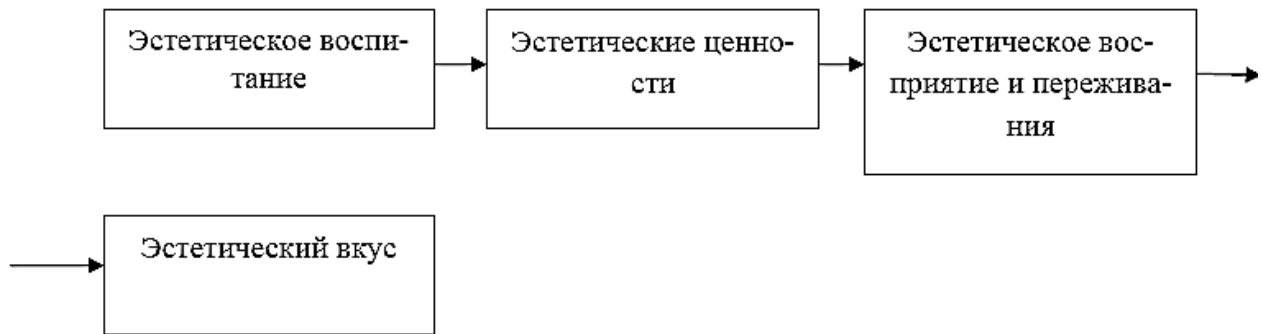 Эстетическое воспи-
тание
Эстетические ценно-
сти
Эстетическое вос-
приятие и пережива-
ния
Эстетический вкус